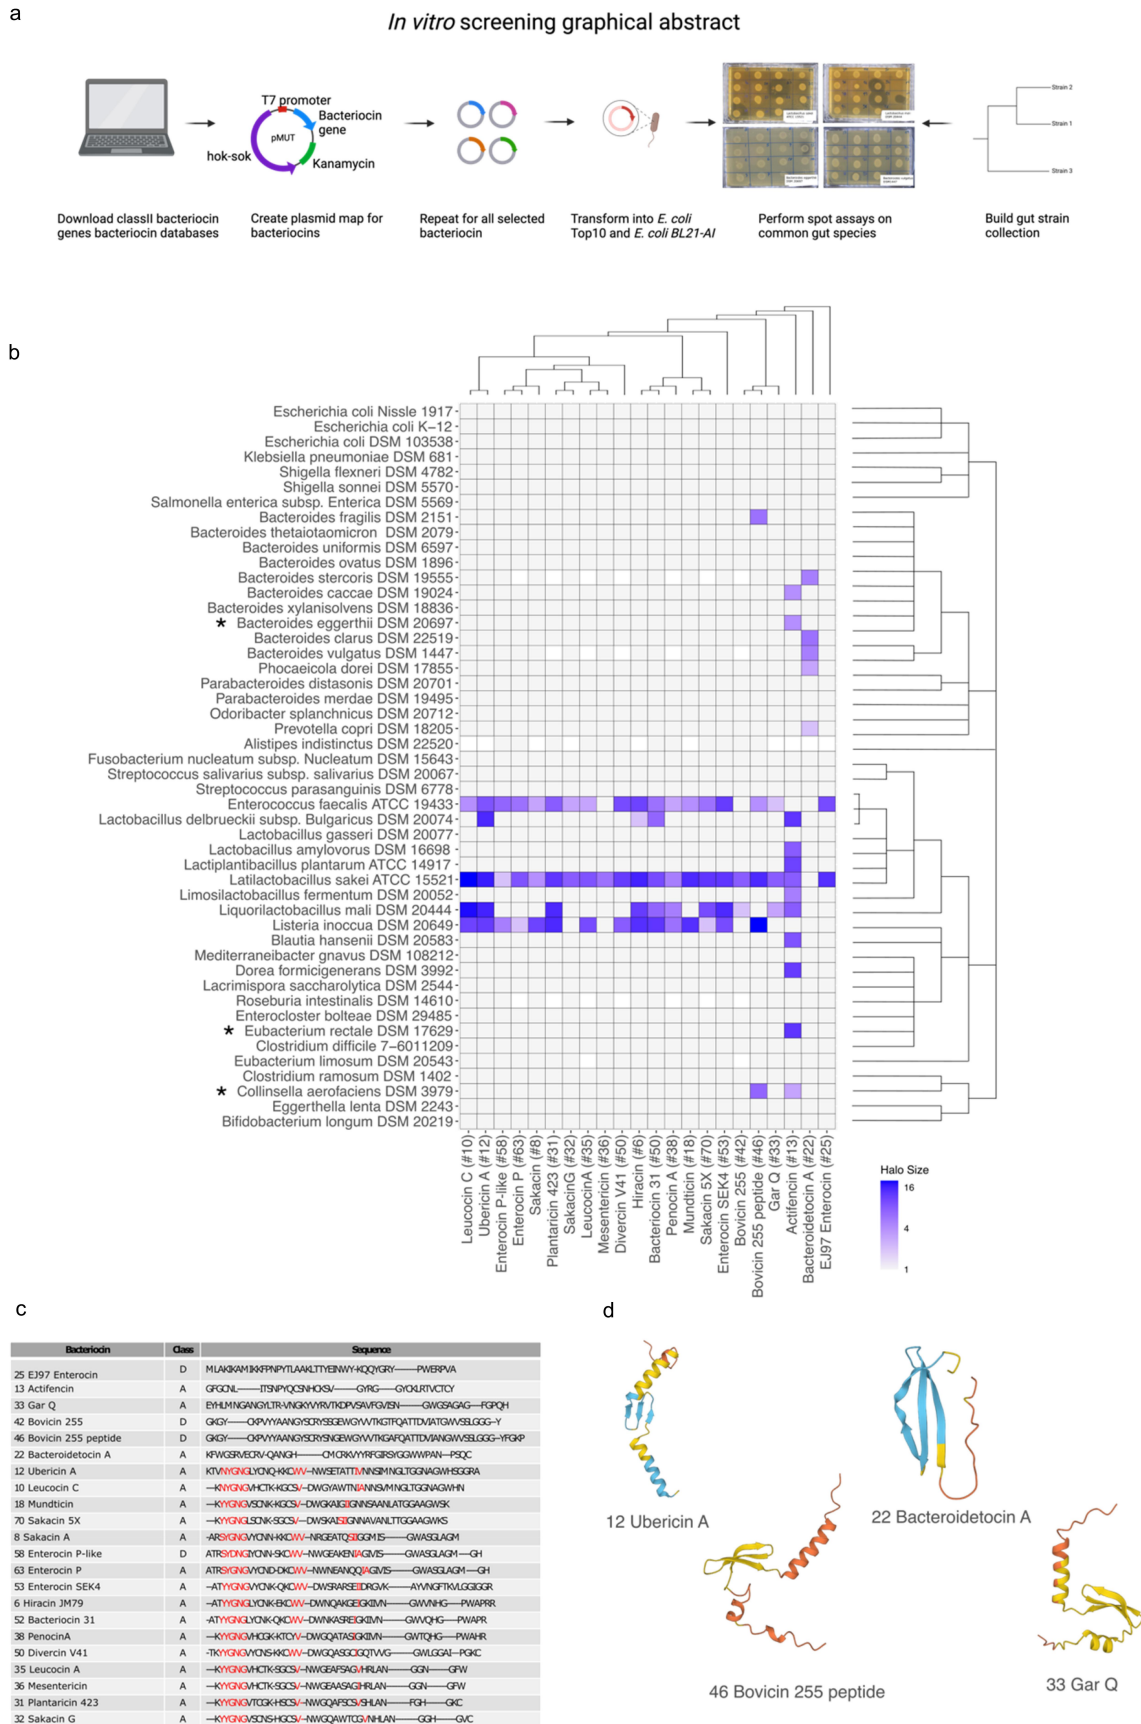 a
In vitro screening graphical abstract
T7 promoter
Bacteriocin
gene
pMUT
hok-sok
Kanamycin
Strain 2
Strain 1
Strain 3
Download classII bacteriocin
genes bacteriocin databases
Create plasmid map for
bacteriocins
Repeat for all selected
bacteriocin
Transform into E. coli
Top10 and E. coli BL21-AI
Perform spot assays on
common gut species
Build gut strain
collection
b
Escherichia coli Nissle 1917
Escherichia coli K−12
Escherichia coli DSM 103538
Klebsiella pneumoniae DSM 681
Shigella flexneri DSM 4782
Shigella sonnei DSM 5570
Salmonella enterica subsp. Enterica DSM 5569
Bacteroides fragilis DSM 2151
Bacteroides thetaiotaomicron DSM 2079
Bacteroides uniformis DSM 6597
Bacteroides ovatus DSM 1896
Bacteroides stercoris DSM 19555
Bacteroides caccae DSM 19024
Bacteroides xylanisolvens DSM 18836
* Bacteroides eggerthii DSM 20697
Bacteroides clarus DSM 22519
Bacteroides vulgatus DSM 1447
Phocaeicola dorei DSM 17855
Parabacteroides distasonis DSM 20701
Parabacteroides merdae DSM 19495
Odoribacter splanchnicus DSM 20712
Prevotella copri DSM 18205
Alistipes indistinctus DSM 22520
Fusobacterium nucleatum subsp. Nucleatum DSM 15643
Streptococcus salivarius subsp. salivarius DSM 20067
Streptococcus parasanguinis DSM 6778
Enterococcus faecalis ATCC 19433
Lactobacillus delbrueckii subsp. Bulgaricus DSM 20074
Lactobacillus gasseri DSM 20077
Lactobacillus amylovorus DSM 16698
Lactiplantibacillus plantarum ATCC 14917
Latilactobacillus sakei ATCC 15521
Limosilactobacillus fermentum DSM 20052
Liquorilactobacillus mali DSM 20444
Listeria inoccua DSM 20649
Blautia hansenii DSM 20583
Mediterraneibacter gnavus DSM 108212
Dorea formicigenerans DSM 3992
Lacrimispora saccharolytica DSM 2544
Roseburia intestinalis DSM 14610
Enterocloster bolteae DSM 29485
* Eubacterium rectale DSM 17629
Clostridium difficile 7−6011209
Eubacterium limosum DSM 20543
Clostridium ramosum DSM 1402
* Collinsella aerofaciens DSM 3979
Eggerthella lenta DSM 2243
Bifidobacterium longum DSM 20219
Leucocin C (#10)
Ubericin A (#12)
Enterocin P-like (#58)
Enterocin P (#63)
Sakacin (#8)
Plantaricin 423 (#31)
SakacinG (#32)
LeucocinA (#35)
Mesentericin (#36)
Divercin V41 (#50)
Hiracin (#6)
Bacteriocin 31 (#50)
Penocin A (#38)
Mundticin (#18)
Sakacin 5X (#70)
Enterocin SEK4 (#53)
Bovicin 255 (#42)
Bovicin 255 peptide (#46)
Gar Q (#33)
Actifencin (#13)
Bacteroidetocin A (#22)
EJ97 Enterocin (#25)
Halo Size
16
4
1
c
Bacteriocin Class Sequence
25 EJ97 Enterocin D
13 Actifencin A
33 Gar Q A
42 Bovicin 255 D
46 Bovicin 255 peptide D
22 Bacteroidetocin A A
12 Ubericin A A
10 Leucocin C A
18 Mundticin A
70 Sakacin 5X A
8 Sakacin A A
58 Enterocin P-like D
63 Enterocin P A
53 Enterocin SEK4 A
6 Hiracin JM79 A
52 Bacteriocin 31 A
38 PenocinA A
50 Divercin V41 A
35 Leucocin A A
36 Mesentericin A
31 Plantaricin 423 A
32 Sakacin G A
d
12 Ubericin A
22 Bacteroidetocin A
46 Bovicin 255 peptide
33 Gar Q